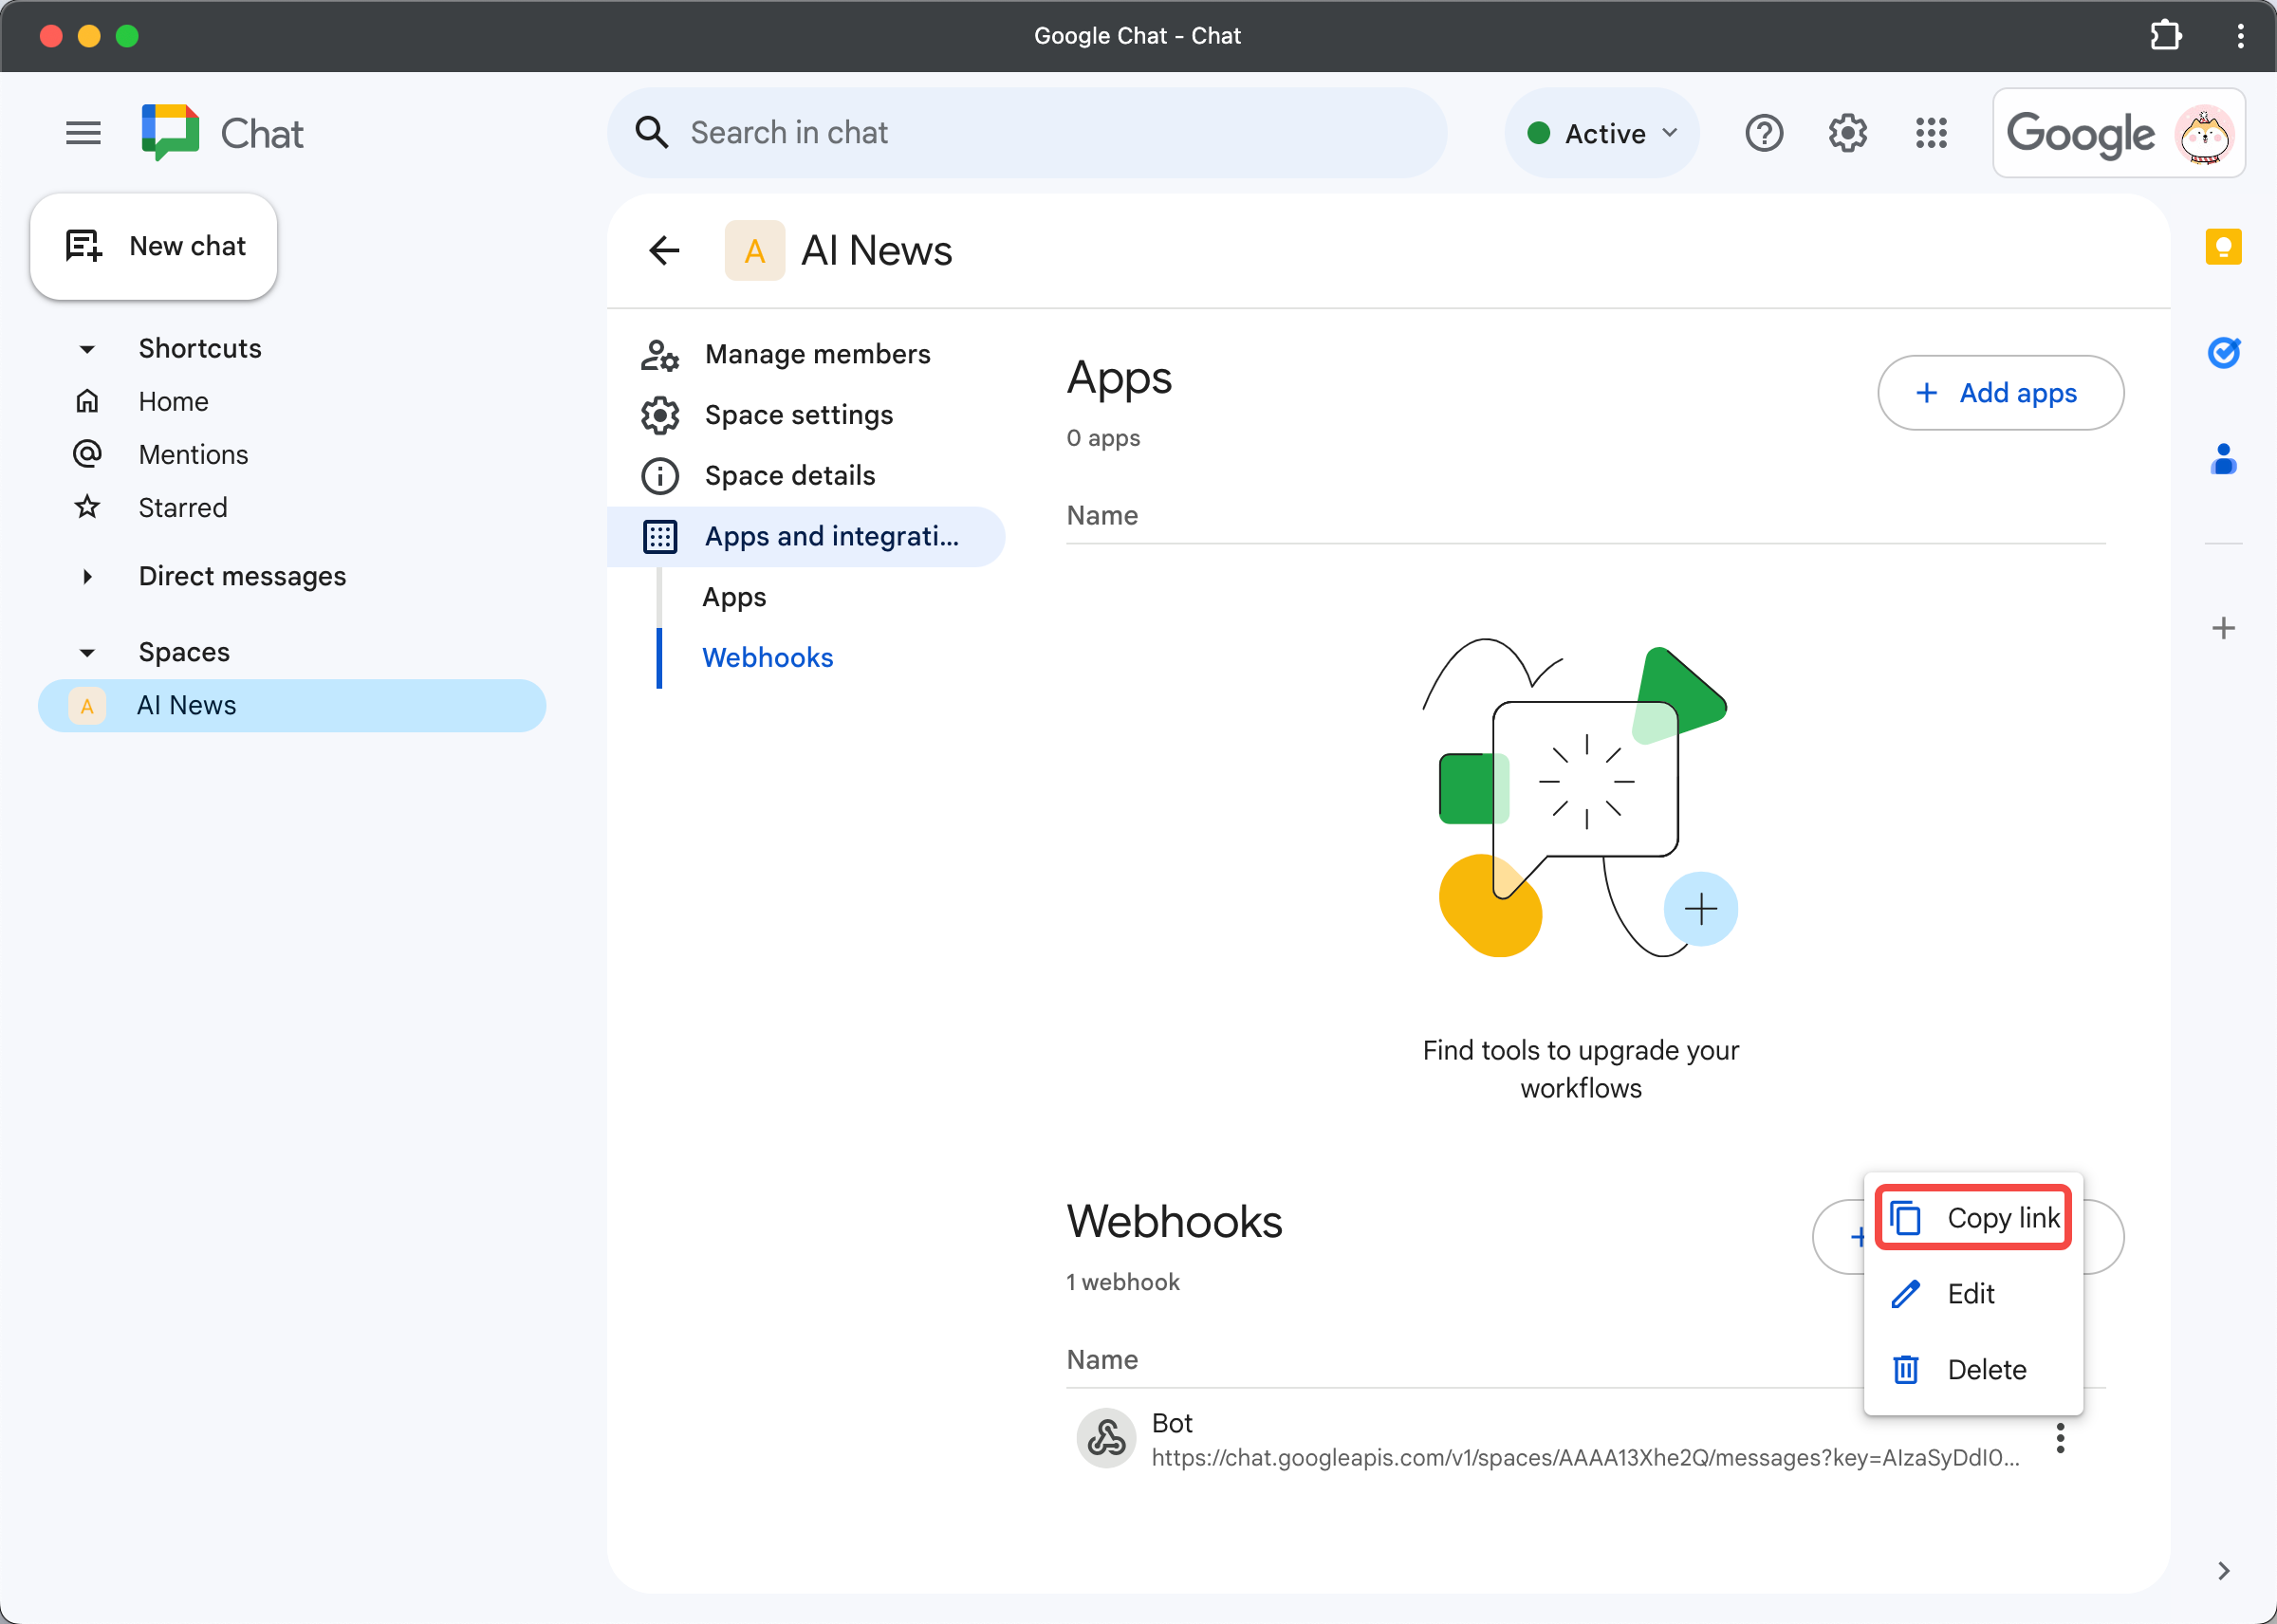 Google Chat - Chat
Chat
Search in chat
Active
Google
New chat
Shortcuts
Home
Mentions
Starred
Direct messages
Spaces
A
AI News
A
AI News
Manage members
Space settings
Space details
Apps and integrati...
Apps
Webhooks
Apps
0 apps
+ Add apps
Name
Find tools to upgrade your
workflows
Webhooks
1 webhook
+
Copy link
Edit
Delete
Name
Bot
https://chat.googleapis.com/v1/spaces/AAAA13Xhe2Q/messages?key=AIzaSyDdI0...